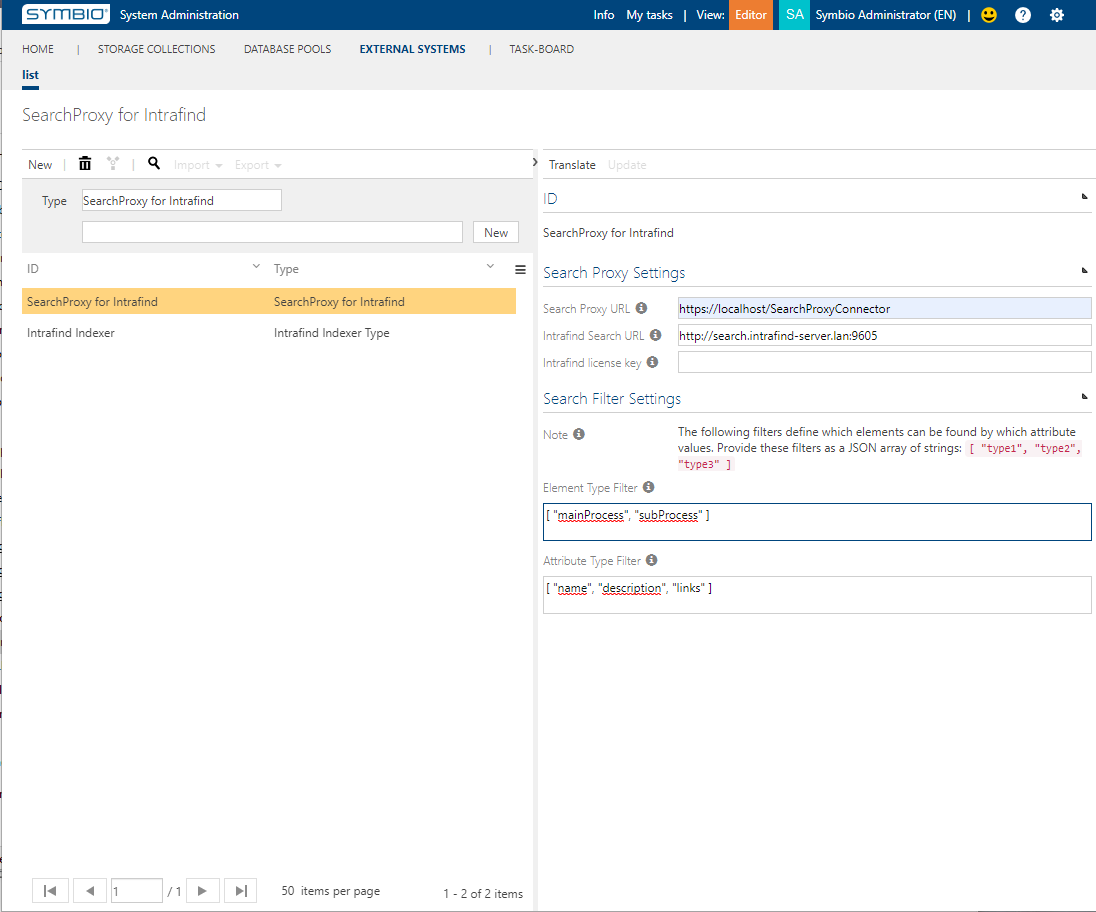 SYMBIO® System Administration Info My tasks | View: Editor SA Symbio Administrator (EN) | ?
HOME | STORAGE COLLECTIONS DATABASE POOLS EXTERNAL SYSTEMS | TASK-BOARD
list
SearchProxy for Intrafind
New | | Import Export
Type SearchProxy for Intrafind
New
ID Type
SearchProxy for Intrafind SearchProxy for Intrafind
Intrafind Indexer Intrafind Indexer Type
1 / 1 50 items per page 1 - 2 of 2 items
Translate Update
ID
SearchProxy for Intrafind
Search Proxy Settings
Search Proxy URL https://localhost/SearchProxyConnector
Intrafind Search URL http://search.intrafind-server.lan:9605
Intrafind license key
Search Filter Settings
Note The following filters define which elements can be found by which attribute
values. Provide these filters as a JSON array of strings: [ "type1", "type2",
"type3" ]
Element Type Filter
[ "mainProcess", "subProcess" ]
Attribute Type Filter
[ "name", "description", "links" ]